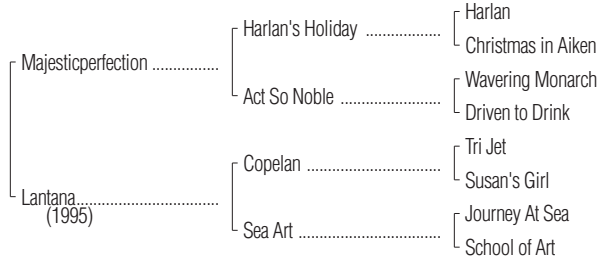 Harlan
Harlan's Holiday ..................
Christmas in Aiken
Majesticperfection ................
Wavering Monarch
Act So Noble ........................
Driven to Drink
Tri Jet
Copelan ................................
Susan's Girl
Lantana..................................
(1995)
Journey At Sea
Sea Art ..................................
School of Art